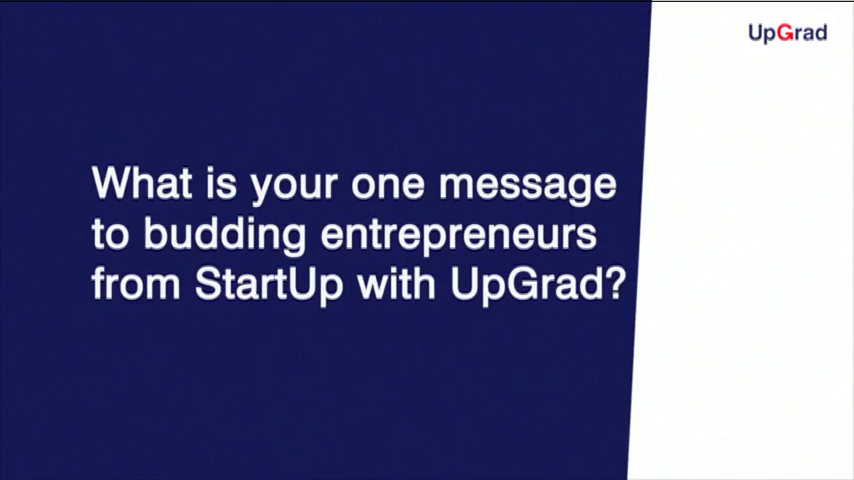 UpGrad
What is your one message
to budding entrepreneurs
from StartUp with UpGrad?